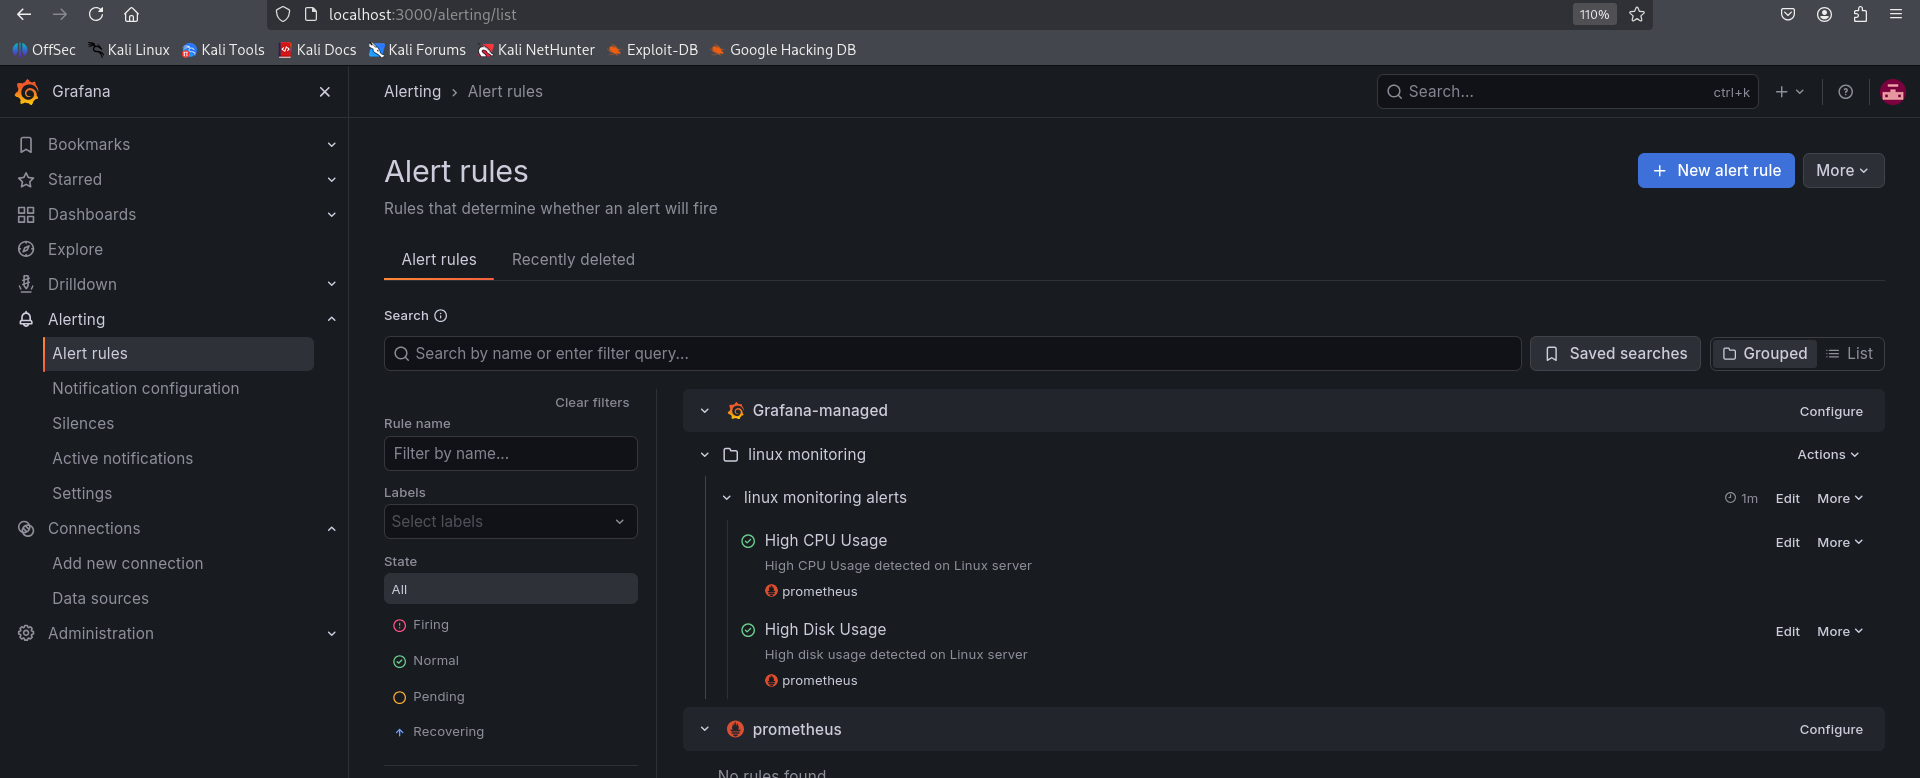 localhost:3000/alerting/list
110%
OffSec Kali Linux Kali Tools Kali Docs Kali Forums Kali NetHunter Exploit-DB Google Hacking DB
Grafana
Alerting › Alert rules
Search... ctrl+k
Bookmarks
Starred
Dashboards
Explore
Drilldown
Alerting
Alert rules
Notification configuration
Silences
Active notifications
Settings
Connections
Add new connection
Data sources
Administration
Alert rules
New alert rule
More
Rules that determine whether an alert will fire
Alert rules Recently deleted
Search
Search by name or enter filter query...
Saved searches
Grouped
List
Clear filters
Rule name
Filter by name...
Labels
Select labels
State
All
Firing
Normal
Pending
Recovering
Grafana-managed Configure
linux monitoring Actions
linux monitoring alerts 1m Edit More
High CPU Usage Edit More
High CPU Usage detected on Linux server
prometheus
High Disk Usage Edit More
High disk usage detected on Linux server
prometheus
prometheus Configure
No rules found